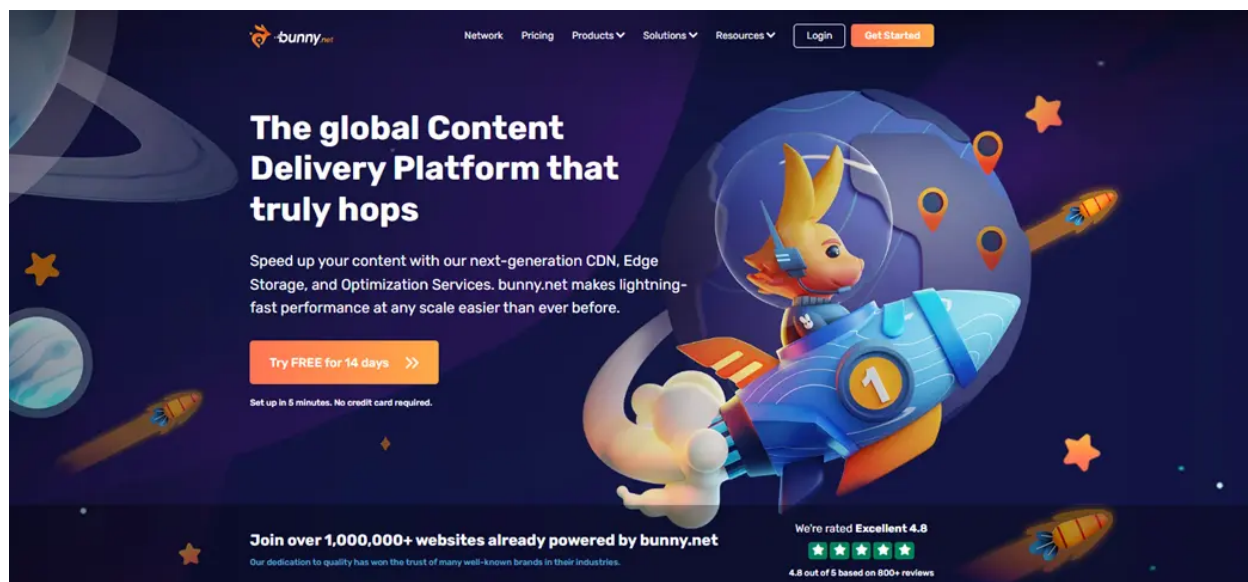 bunny.net
Network Pricing Products Solutions Resources Login Get Started
The global Content
Delivery Platform that
truly hops
Speed up your content with our next-generation CDN, Edge
Storage, and Optimization Services. bunny.net makes lightning-
fast performance at any scale easier than ever before.
Try FREE for 14 days
Set up in 5 minutes. No credit card required.
1
Join over 1,000,000+ websites already powered by bunny.net
Our dedication to quality has won the trust of many well-known brands in their industries.
We're rated Excellent 4.8
4.8 out of 5 based on 800+ reviews